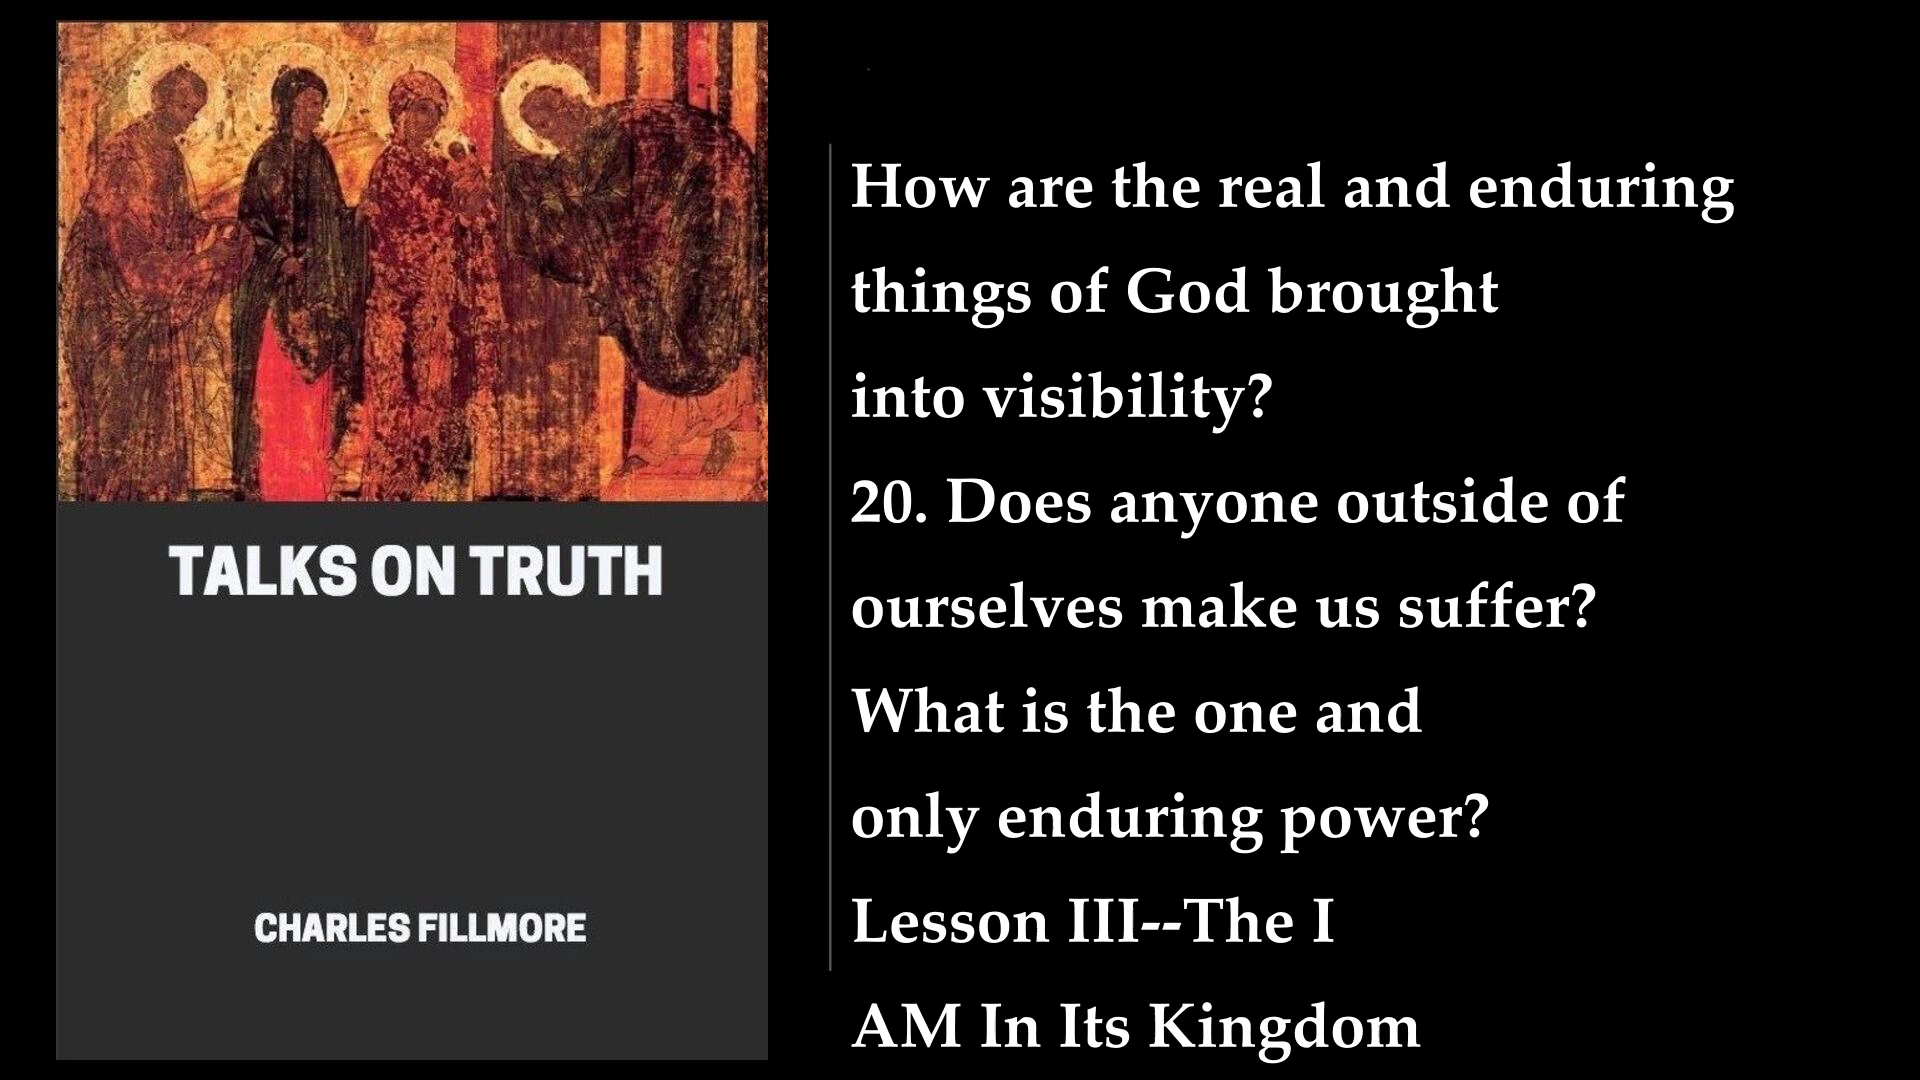 TALKS ON TRUTH
CHARLES FILLMORE
How are the real and enduring
things of God brought
into visibility?
20. Does anyone outside of
ourselves make us suffer?
What is the one and
only enduring power?
Lesson III--The I
AM In Its Kingdom